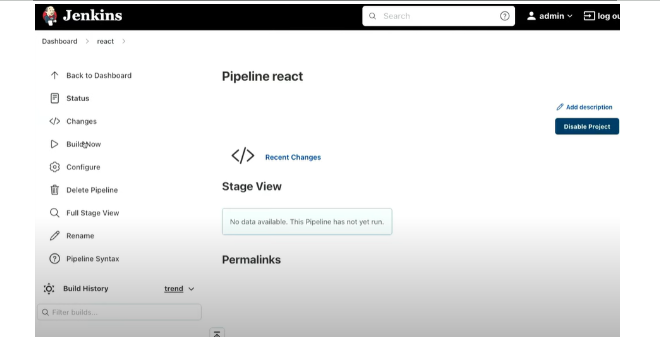 Jenkins
Search
admin
log ou
Dashboard > react >
Back to Dashboard
Status
Changes
Build Now
Configure
Delete Pipeline
Full Stage View
Rename
Pipeline Syntax
Build History
trend
Filter builds...
Pipeline react
Add description
Disable Project
Recent Changes
Stage View
No data available. This Pipeline has not yet run.
Permalinks